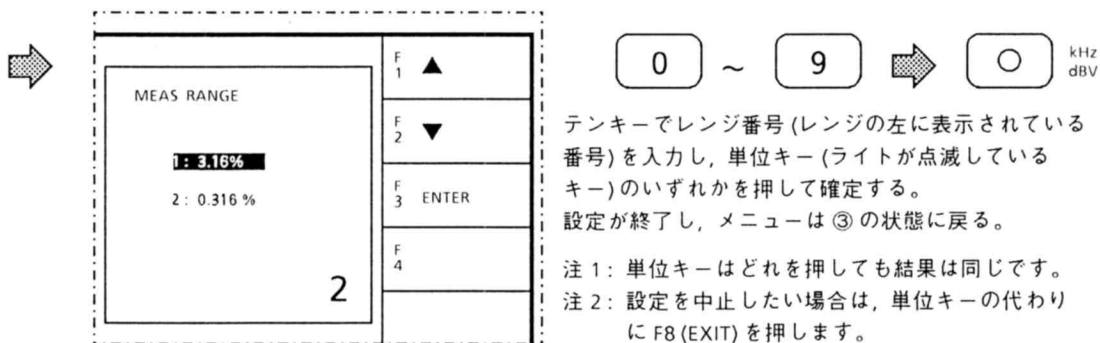 MEAS RANGE
1: 3.16%
2: 0.316 %
2
F1 ▲
F2 ▼
F3 ENTER
F4
0 ~ 9 ○ kHz dBV
テンキーでレンジ番号 (レンジの左に表示されている
番号) を入力し, 単位キー (ライトが点滅している
キー) のいずれかを押して確定する。
設定が終了し, メニューは ③ の状態に戻る。
注 1: 単位キーはどれを押しても結果は同じです。
注 2: 設定を中止したい場合は, 単位キーの代わり
に F8 (EXIT) を押します。